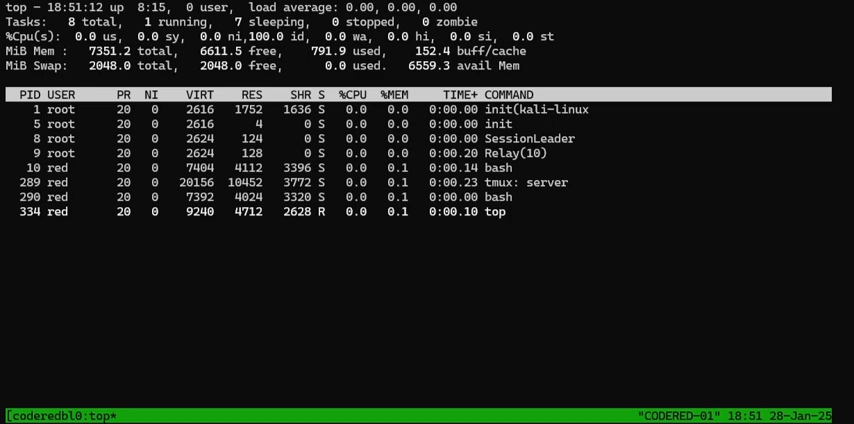 top - 18:51:12 up  8:15,  0 user,  load average: 0.00, 0.00, 0.00
Tasks:   8 total,   1 running,   7 sleeping,   0 stopped,   0 zombie
%Cpu(s):  0.0 us,  0.0 sy,  0.0 ni,100.0 id,  0.0 wa,  0.0 hi,  0.0 si,  0.0 st
MiB Mem :   7351.2 total,   6611.5 free,    791.9 used,    152.4 buff/cache
MiB Swap:   2048.0 total,   2048.0 free,      0.0 used.   6559.3 avail Mem
PID USER      PR  NI    VIRT    RES    SHR S  %CPU  %MEM     TIME+ COMMAND
1 root      20   0    2616   1752   1636 S   0.0   0.0   0:00.00 init(kali-linux
5 root      20   0    2616      4      0 S   0.0   0.0   0:00.00 init
8 root      20   0    2624    124      0 S   0.0   0.0   0:00.00 SessionLeader
9 root      20   0    2624    128      0 S   0.0   0.0   0:00.20 Relay(10)
10 red       20   0    7404   4112   3396 S   0.0   0.1   0:00.14 bash
289 red       20   0   20156  10452   3772 S   0.0   0.1   0:00.23 tmux: server
290 red       20   0    7392   4024   3320 S   0.0   0.1   0:00.00 bash
334 red       20   0    9240   4712   2628 R   0.0   0.1   0:00.10 top
[coderedbl0:top* "CODERED-01" 18:51 28-Jan-25